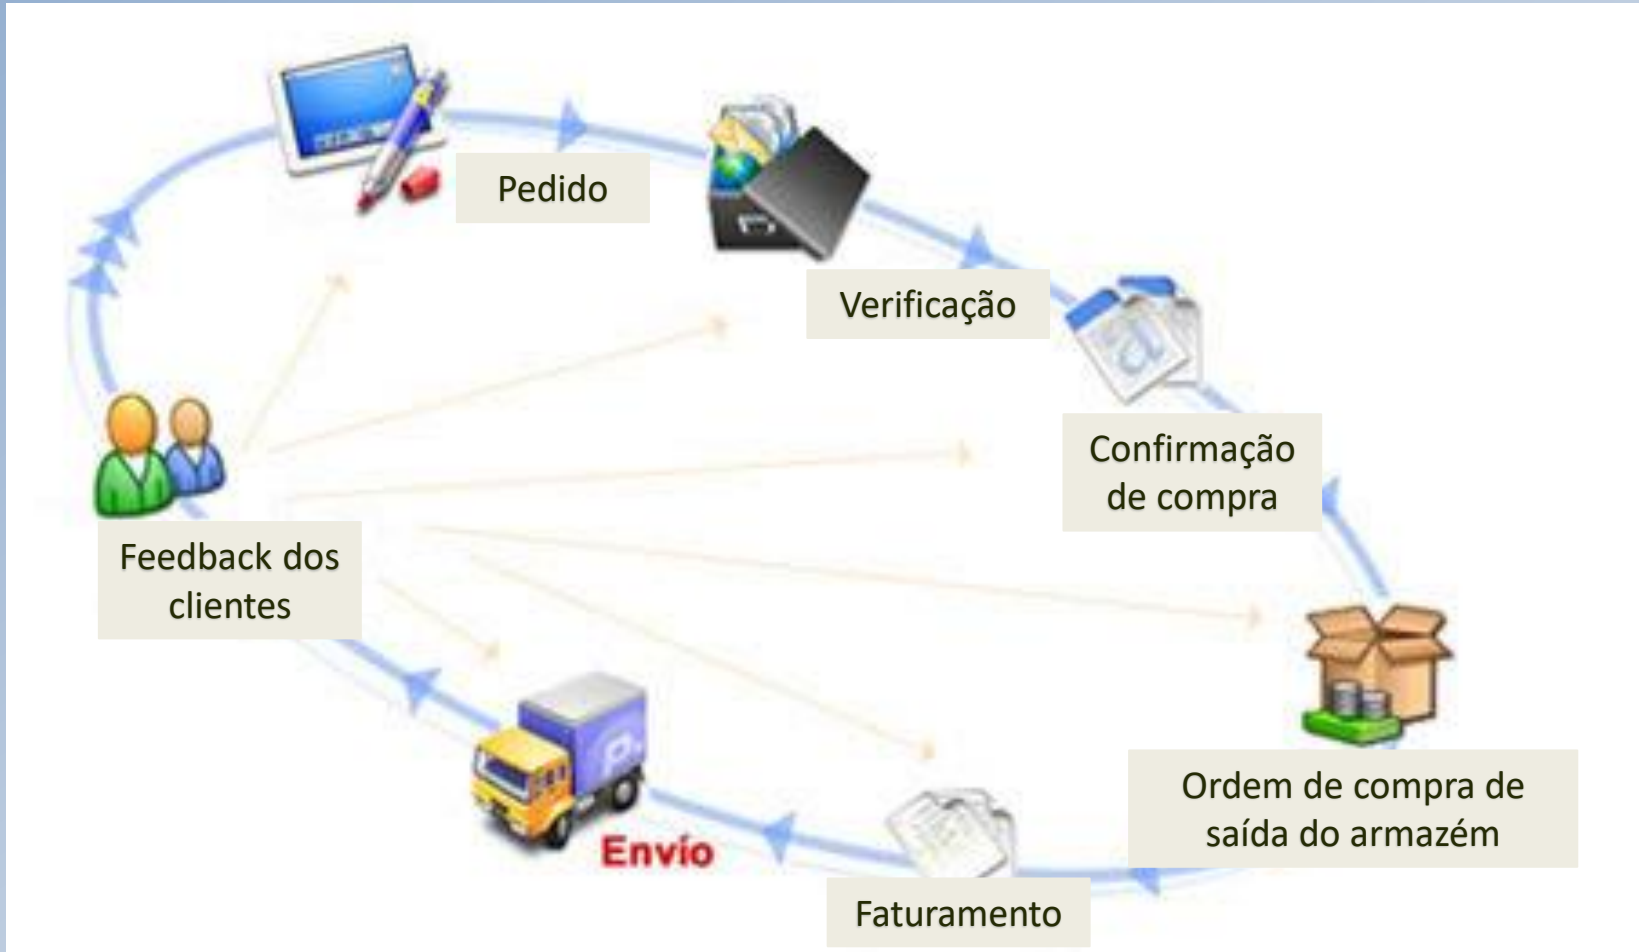 Pedido
Verificação
Confirmação
de compra
Feedback dos
clientes
Ordem de compra de
saída do armazém
Envío
Faturamento